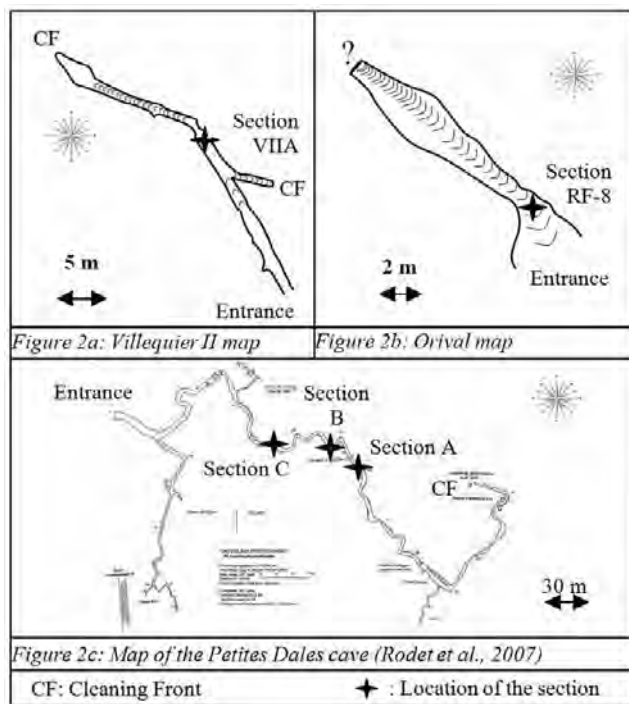 CF
Section
VIIA
CF
5 m
Entrance
Figure 2a: Villequier II map
?
Section
RF-8
2 m
Entrance
Figure 2b: Orival map
Entrance
Section
B
Section C
Section A
CF
30 m
Figure 2c: Map of the Petites Dales cave (Rodet et al., 2007)
CF: Cleaning Front
: Location of the section